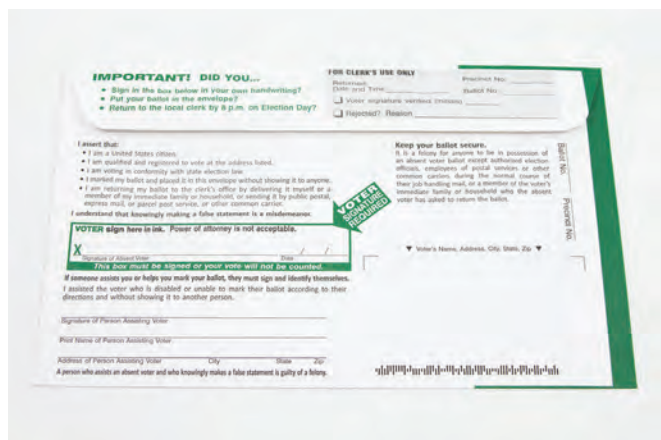 IMPORTANT! DID YOU...
• Sign in the box below in your own handwriting?
• Put your ballot in the envelope?
• Return to the local clerk by 8 p.m. on Election Day?
FOR CLERK'S USE ONLY
Returned:
Date and Time
Precinct No.
Ballot No.
Voter signature verified (initials)
Rejected? Reason
I assert that:
• I am a United States citizen.
• I am qualified and registered to vote at the address listed.
• I am voting in conformity with state election law.
• I marked my ballot and placed it in this envelope without showing it to anyone.
• I am returning my ballot to the clerk's office by delivering it myself or a
member of my immediate family or household, or sending it by public postal,
express mail, or parcel post service, or other common carrier.
I understand that knowingly making a false statement is a misdemeanor.
VOTER
SIGNATURE
REQUIRED
VOTER sign here in ink. Power of attorney is not acceptable.
X / /
Signature of Absent Voter Date
This box must be signed or your vote will not be counted.
If someone assists you or helps you mark your ballot, they must sign and identify themselves.
I assisted the voter who is disabled or unable to mark their ballot according to their
directions and without showing it to another person.
Signature of Person Assisting Voter
Print Name of Person Assisting Voter
Address of Person Assisting Voter City State Zip
A person who assists an absent voter and who knowingly makes a false statement is guilty of a felony.
Keep your ballot secure.
It is a felony for anyone to be in possession of
an absent voter ballot except authorized election
officials, employees of postal services or other
common carriers during the normal course of
their job handling mail, or a member of the voter's
immediate family or household who the absent
voter has asked to return the ballot.
Ballot No.
Precinct No.
▼ Voter's Name, Address, City, State, Zip ▼